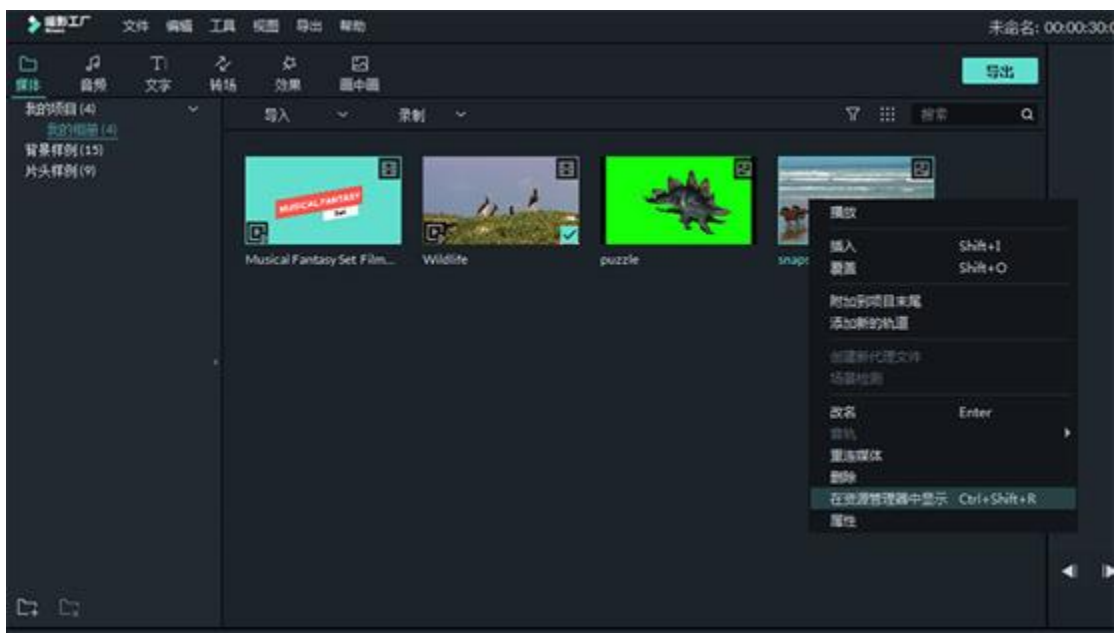 喵影工厂 文件 编辑 工具 视图 导出 帮助 未命名: 00:00:30:0
媒体 音频 文字 转场 效果 画中画 导出
我的项目 (4) 导入 录制 搜索
我的相册 (4)
背景样例 (15)
片头样例 (9)
MUSICAL FANTASY
Set
Musical Fantasy Set Film... Wildlife puzzle snaps
播放
插入 Shift+I
覆盖 Shift+O
附加到项目末尾
添加新的轨道
创建新代理文件
场景检测
改名 Enter
音轨
重连媒体
删除
在资源管理器中显示 Ctrl+Shift+R
属性